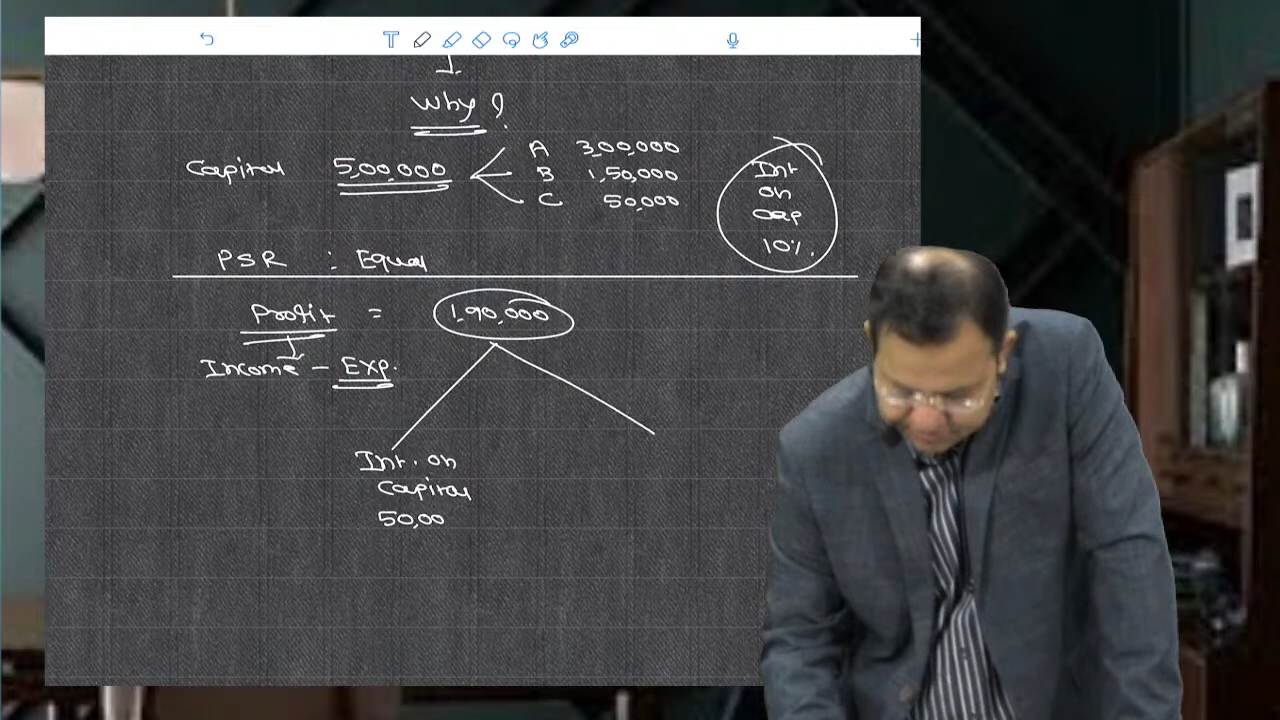 I.
Why ?
Capital 5,00,000
A 3,00,000
B 1,50,000
C 50,000
Int
on
Cap
10%.
PSR : Equal
Profit = 1,90,000
Income - Exp.
Int. on
Capital
50,00